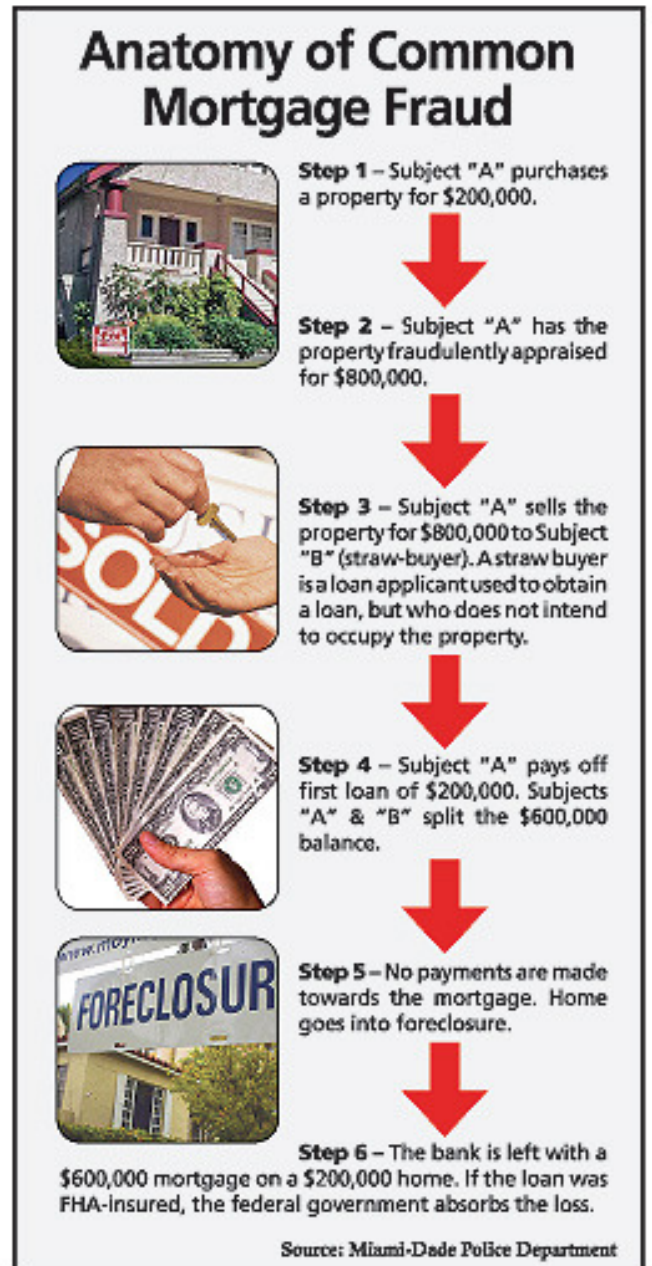 Anatomy of Common
Mortgage Fraud
Step 1 – Subject "A" purchases
a property for $200,000.
Step 2 – Subject "A" has the
property fraudulently appraised
for $800,000.
Step 3 – Subject "A" sells the
property for $800,000 to Subject
"B" (straw-buyer). A straw buyer
is a loan applicant used to obtain
a loan, but who does not intend
to occupy the property.
SOLD
Step 4 – Subject "A" pays off
first loan of $200,000. Subjects
"A" & "B" split the $600,000
balance.
FORECLOSUR
Step 5 – No payments are made
towards the mortgage. Home
goes into foreclosure.
Step 6 – The bank is left with a
$600,000 mortgage on a $200,000 home. If the loan was
FHA-insured, the federal government absorbs the loss.
Source: Miami-Dade Police Department